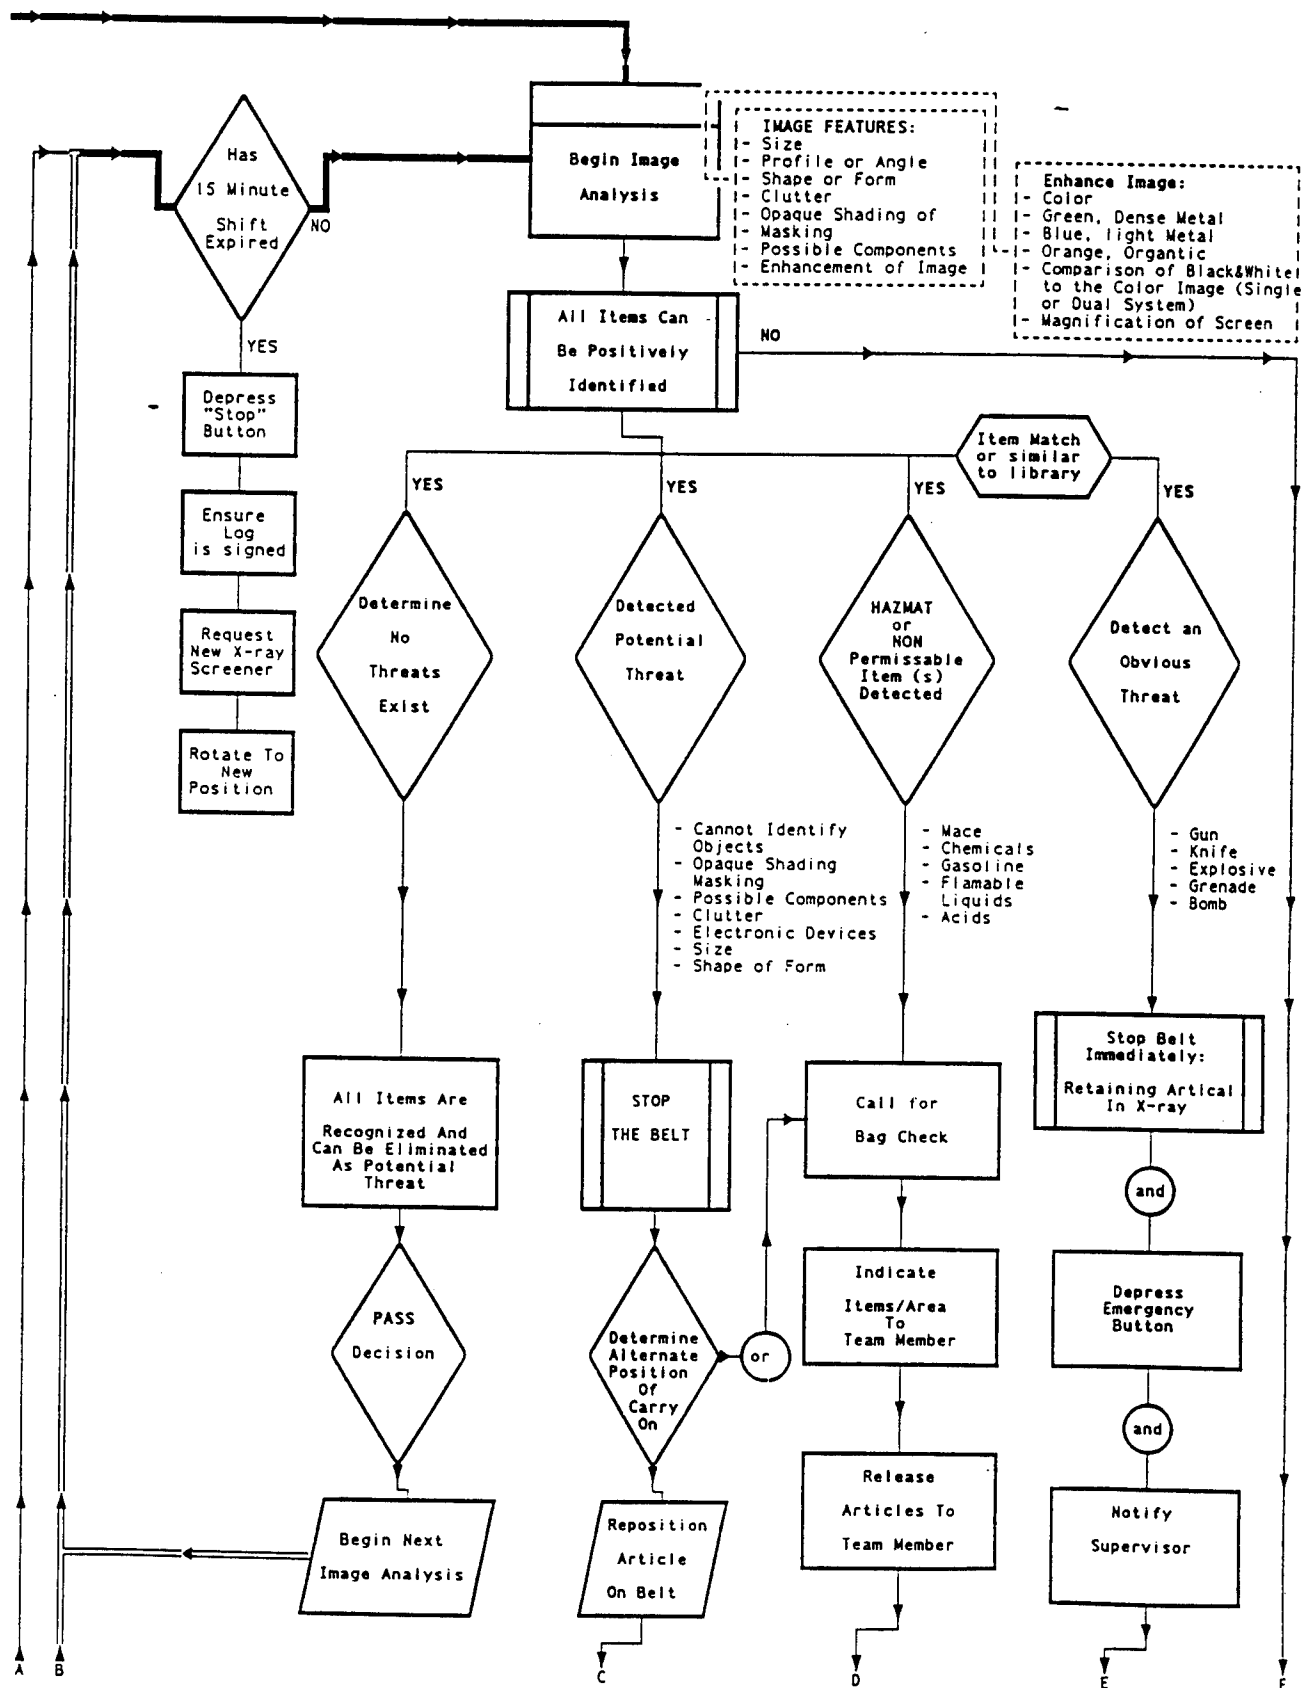 Has
15 Minute
Shift
Expired
NO
YES
Depress
"Stop"
Button
Ensure
Log
is signed
Request
New X-ray
Screener
Rotate To
New
Position
Begin Image
Analysis
IMAGE FEATURES:
- Size
- Profile or Angle
- Shape or Form
- Clutter
- Opaque Shading of
- Masking
- Possible Components
- Enhancement of Image
Enhance Image:
- Color
- Green, Dense Metal
- Blue, light Metal
- Orange, Organtic
- Comparison of Black&White
to the Color Image (Single
or Dual System)
- Magnification of Screen
All Items Can
Be Positively
Identified
NO
Item Match
or similar
to library
YES
YES
YES
YES
Determine
No
Threats
Exist
Detected
Potential
Threat
HAZMAT
or
NON
Permissable
Item (s)
Detected
Detect an
Obvious
Threat
- Cannot Identify
Objects
- Opaque Shading
Masking
- Possible Components
- Clutter
- Electronic Devices
- Size
- Shape of Form
- Mace
- Chemicals
- Gasoline
- Flamable
Liquids
- Acids
- Gun
- Knife
- Explosive
- Grenade
- Bomb
All Items Are
Recognized And
Can Be Eliminated
As Potential
Threat
STOP
THE BELT
Call for
Bag Check
Stop Belt
Immediately:
Retaining Artical
In X-ray
and
PASS
Decision
Determine
Alternate
Position
Of
Carry
On
or
Indicate
Items/Area
To
Team Member
Depress
Emergency
Button
and
Begin Next
Image Analysis
Reposition
Article
On Belt
Release
Articles To
Team Member
Notify
Supervisor
A
B
C
D
E
F